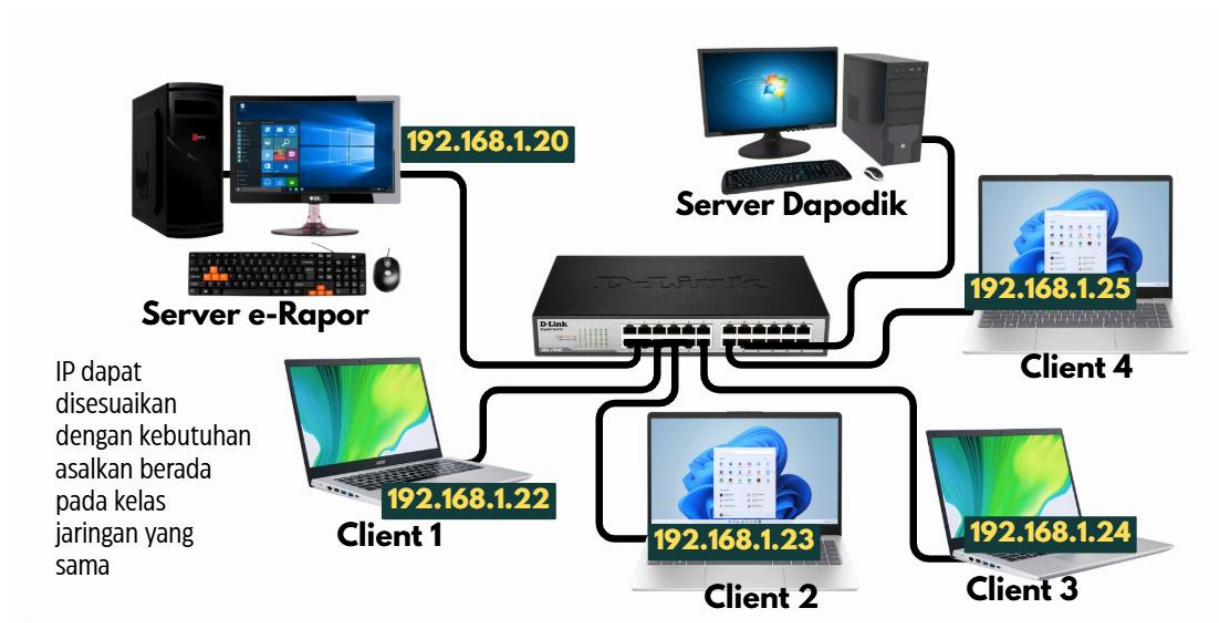 192.168.1.20
Server e-Rapor
Server Dapodik
D-Link
D-Link
192.168.1.25
Client 4
IP dapat
disesuaikan
dengan kebutuhan
asalkan berada
pada kelas
jaringan yang
sama
192.168.1.22
Client 1
192.168.1.23
Client 2
192.168.1.24
Client 3